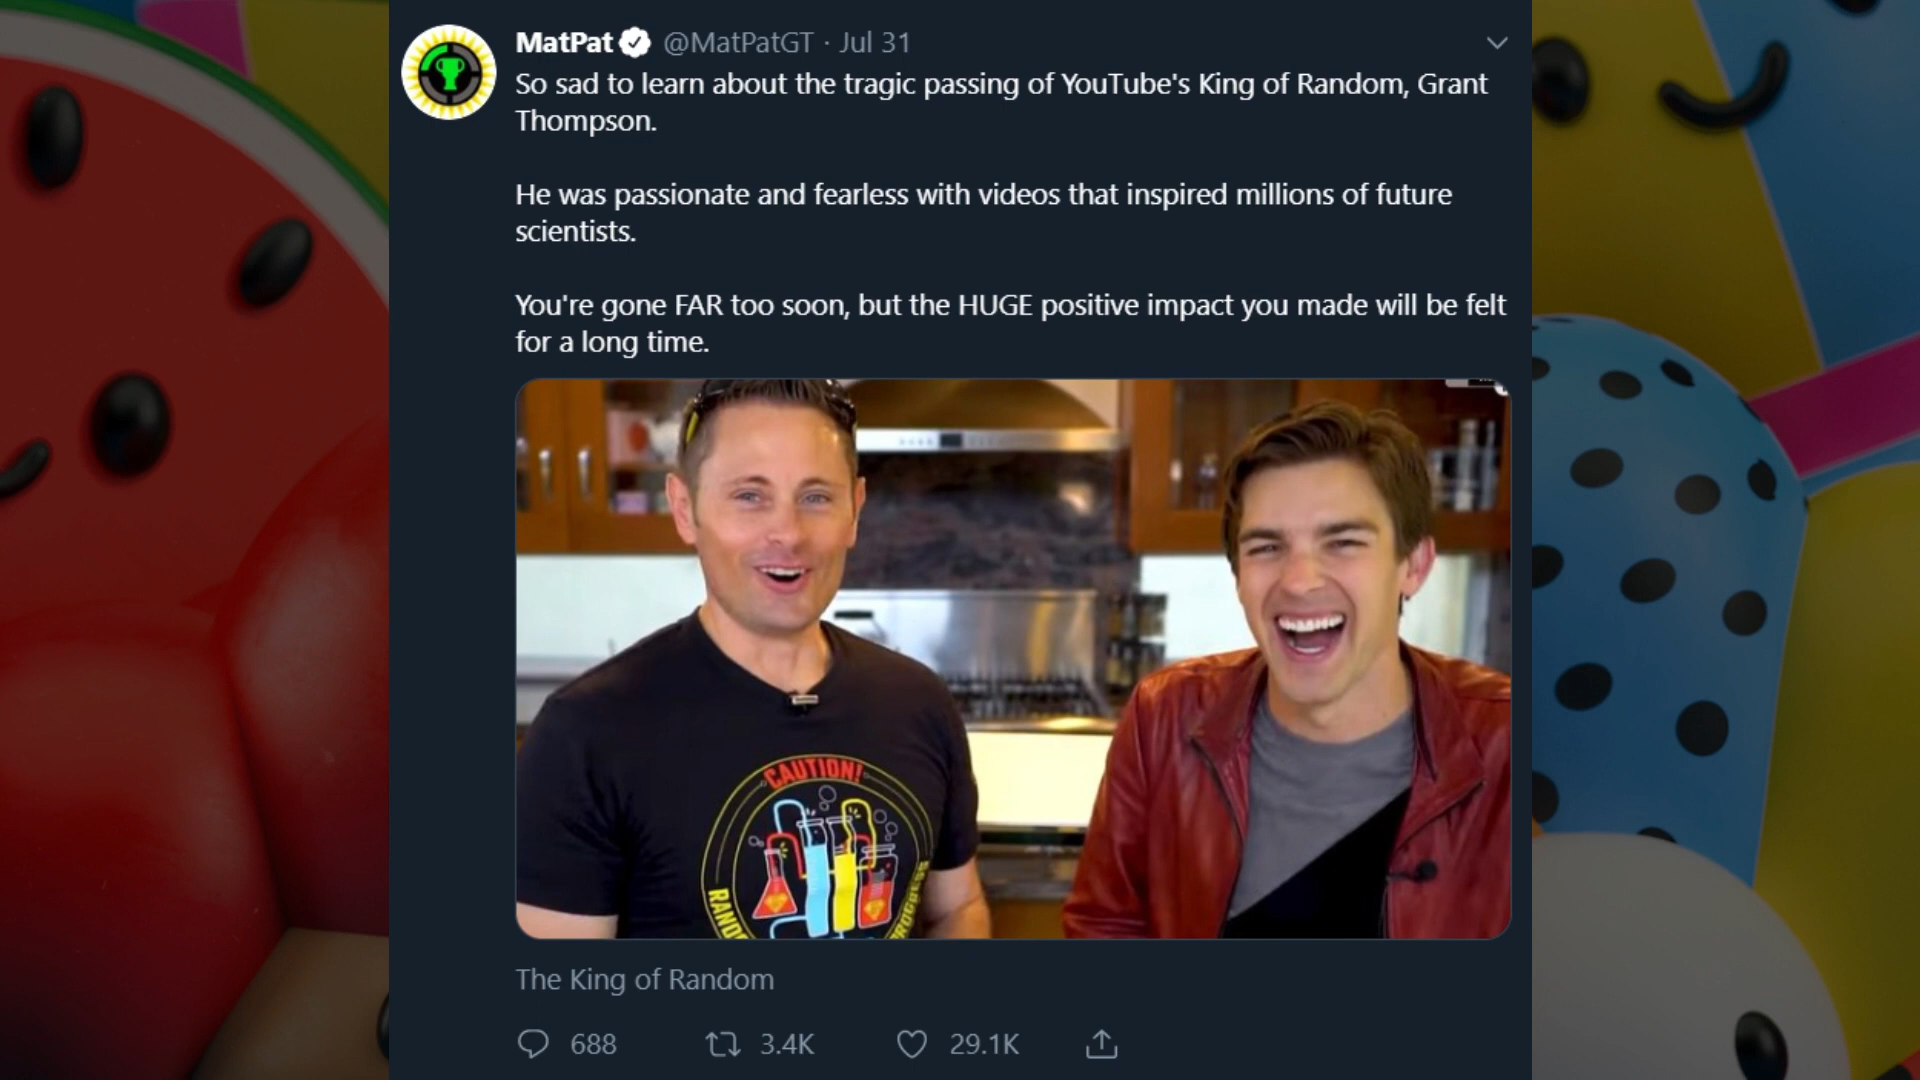 MatPat @MatPatGT · Jul 31
So sad to learn about the tragic passing of YouTube's King of Random, Grant
Thompson.
He was passionate and fearless with videos that inspired millions of future
scientists.
You're gone FAR too soon, but the HUGE positive impact you made will be felt
for a long time.
CAUTION!
The King of Random
688 3.4K 29.1K